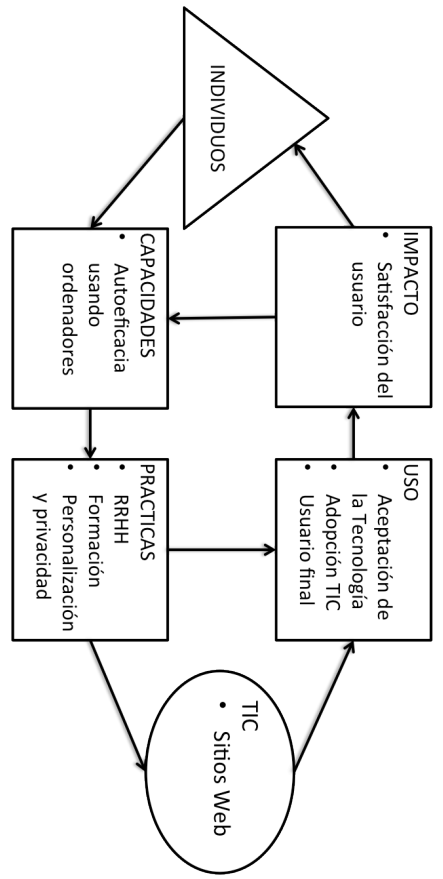 INDIVIDUOS
IMPACTO
• Satisfacción del
usuario
USO
• Aceptación de
la Tecnología
• Adopción TIC
• Usuario final
CAPACIDADES
• Autoeficacia
usando
ordenadores
PRACTICAS
• RRHH
• Formación
• Personalización
y privacidad
TIC
• Sitios Web